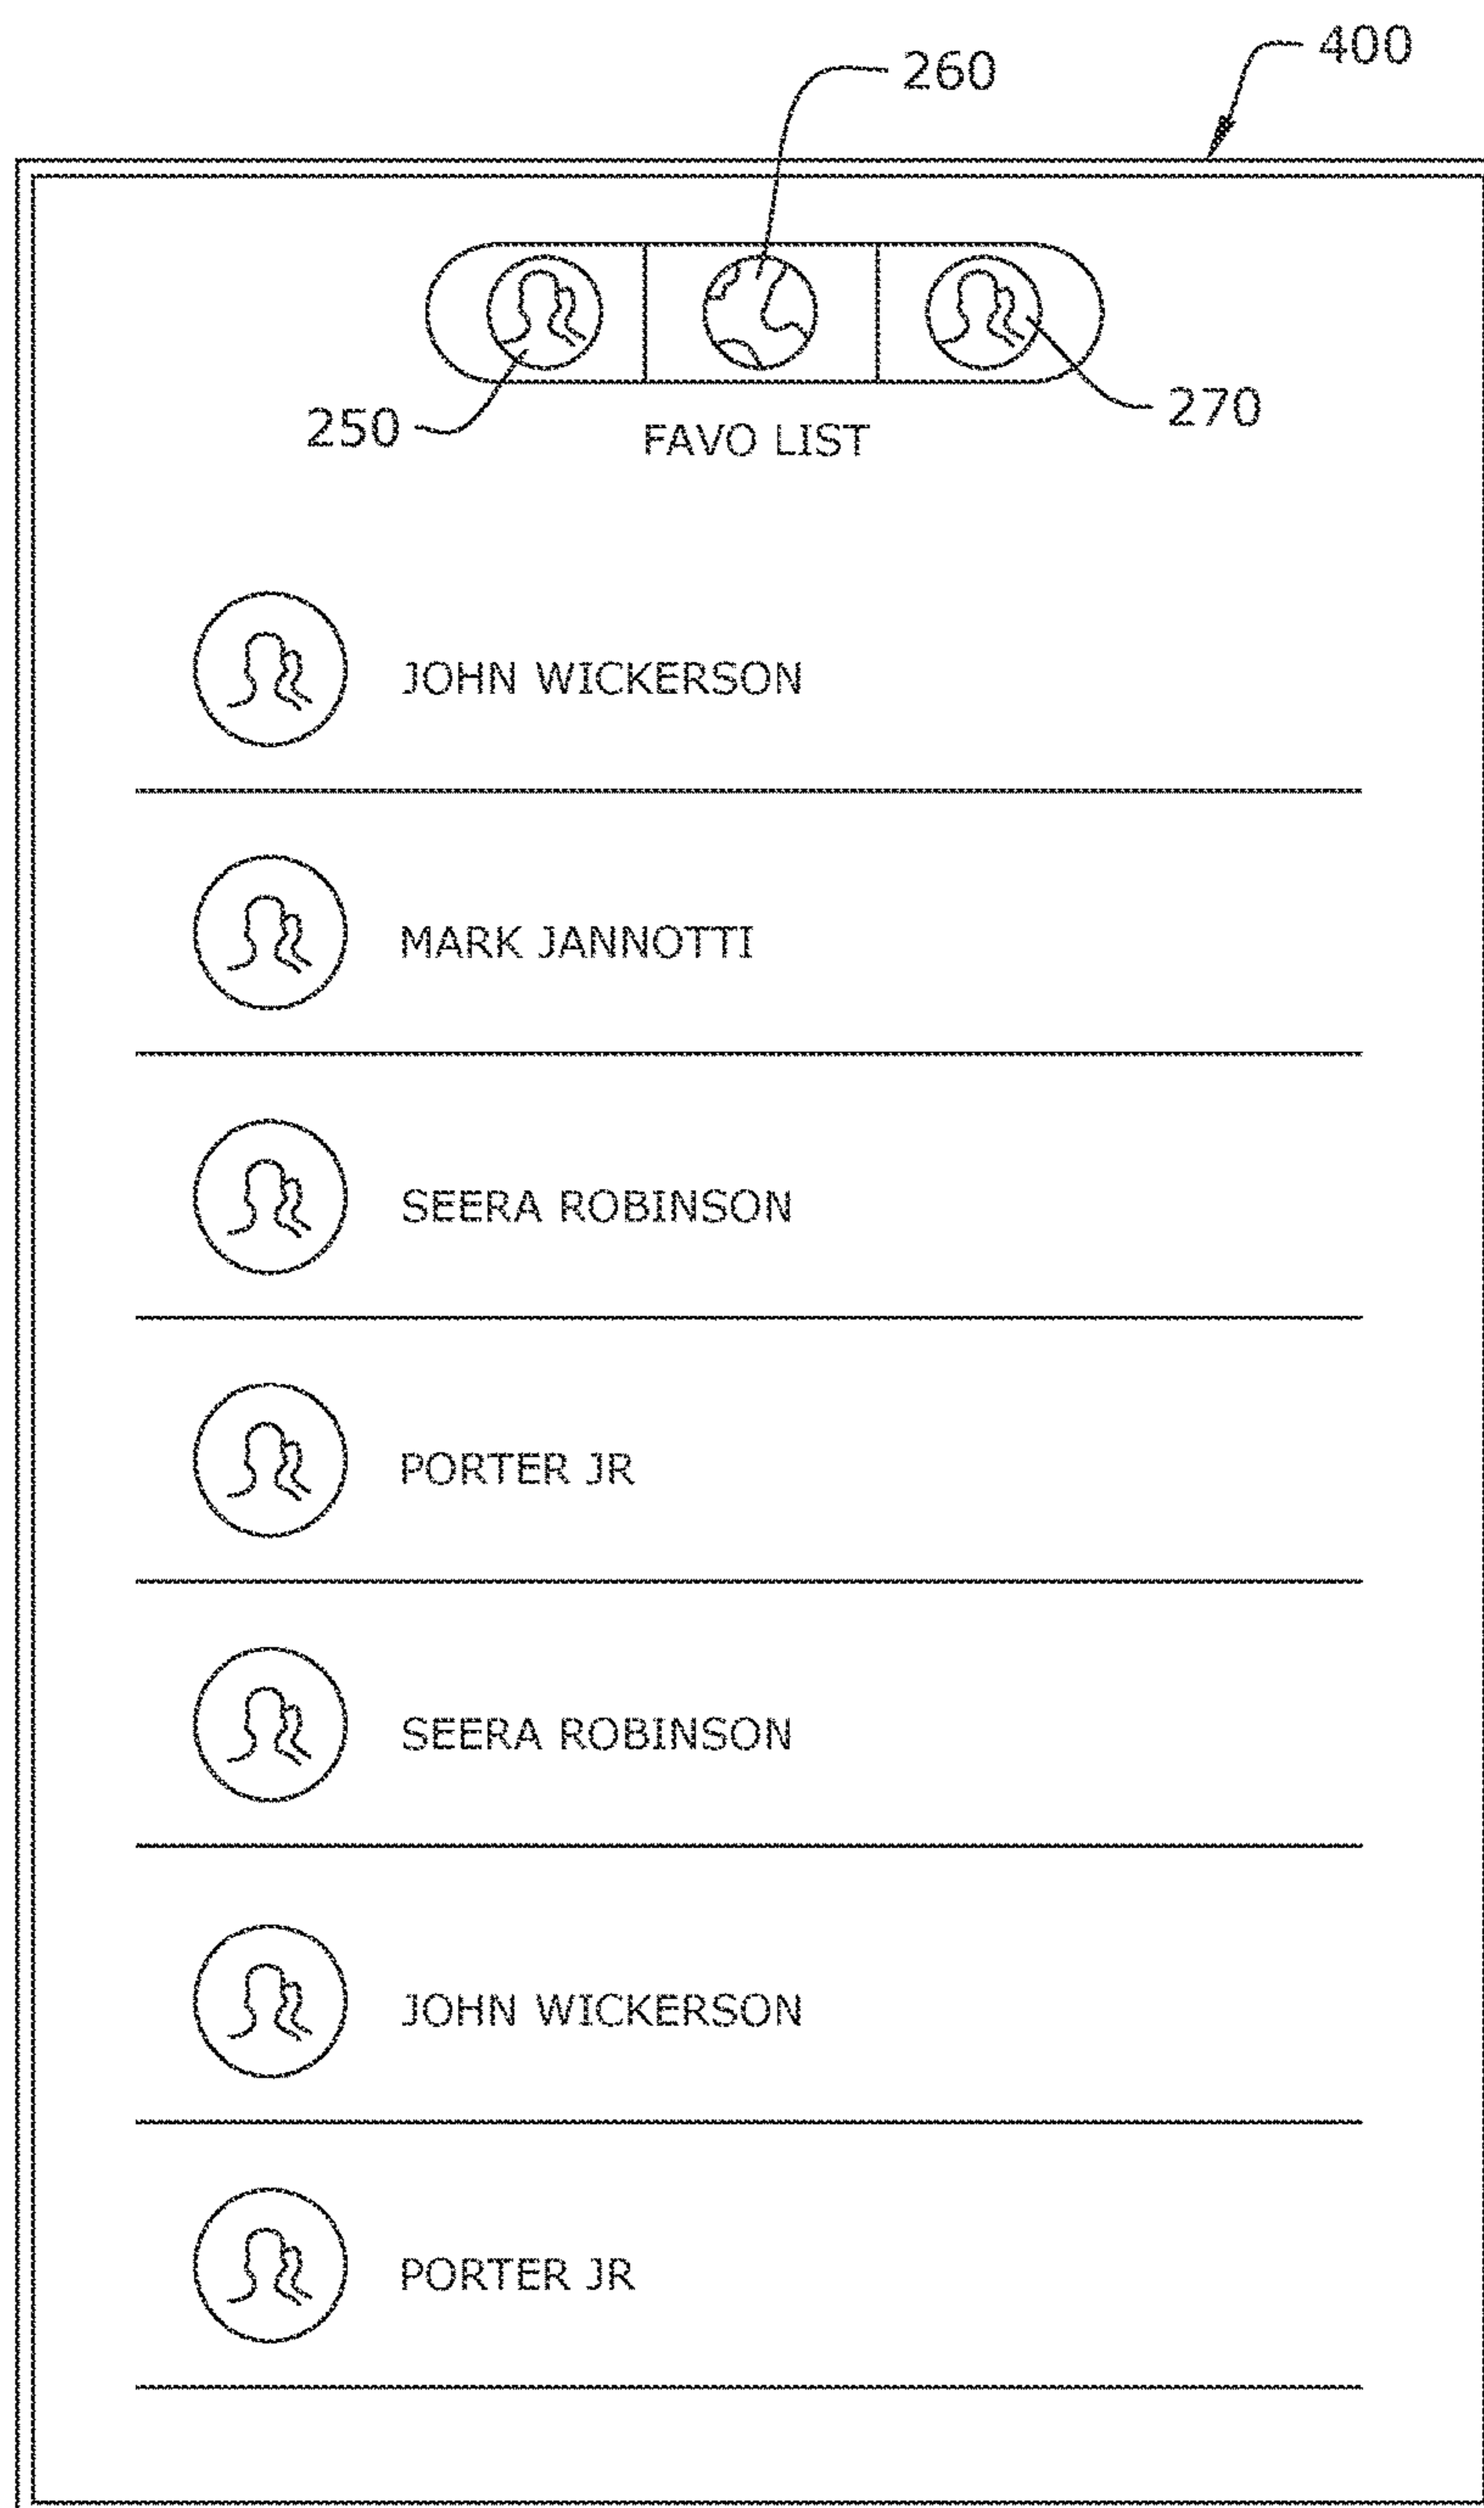 400
260
250
270
FAVO LIST
JOHN WICKERSON
MARK JANNOTTI
SEERA ROBINSON
PORTER JR
SEERA ROBINSON
JOHN WICKERSON
PORTER JR